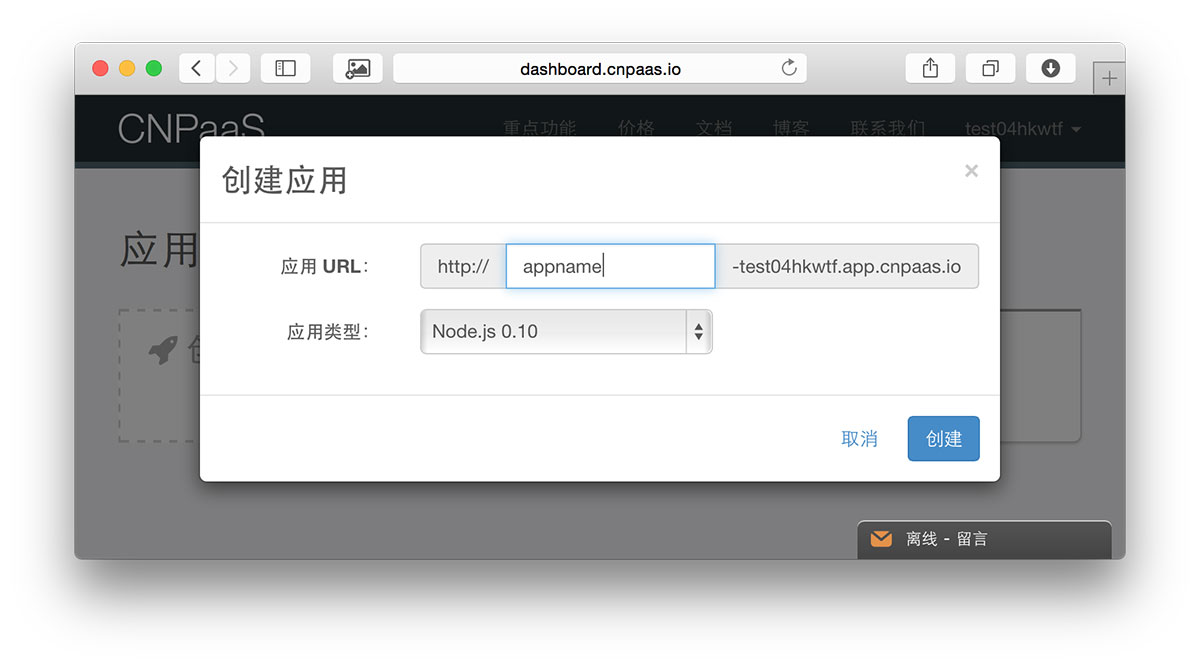 dashboard.cnpaas.io
CNPaaS
重点功能 价格 文档 博客 联系我们 test04hkwtf
创建应用
×
应用
应用 URL：
http:// appname -test04hkwtf.app.cnpaas.io
应用类型：
Node.js 0.10
取消 创建
离线 - 留言